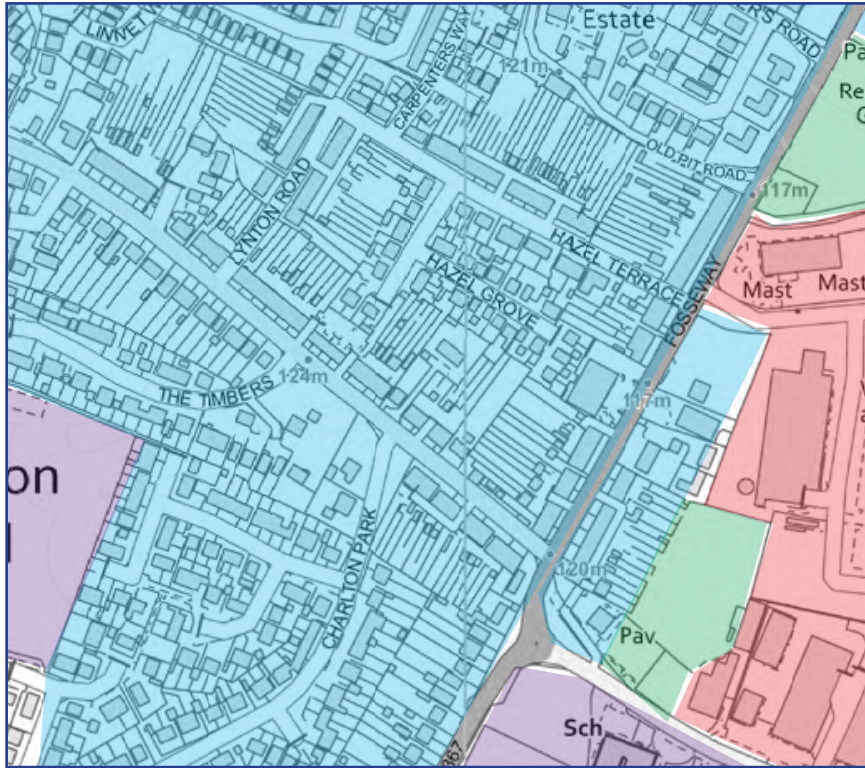 LINNET W
CARPENTERS WAY
Estate
ER'S ROAD
Pa
121m
Re
G
OLD PIT ROAD
117m
LYNTON ROAD
HAZEL TERRACE
HAZEL GROVE
FOSSEWAY
Mast
Mast
THE TIMBERS
124m
117m
on
CHARLTON PARK
120m
Pav
Sch
367